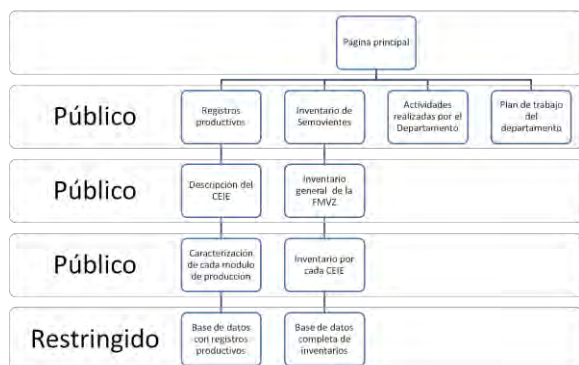 Página principal
Público
Registros
productivos
Inventario de
Semovientes
Actividades
realizadas por el
Departamento
Plan de trabajo
del
departamento
Público
Descripción del
CEIE
Inventario
general de la
FMVZ
Público
Caracterización
de cada modulo
de produccion
Inventario por
cada CEIE
Restringido
Base de datos
con registros
productivos
Base de datos
completa de
inventarios